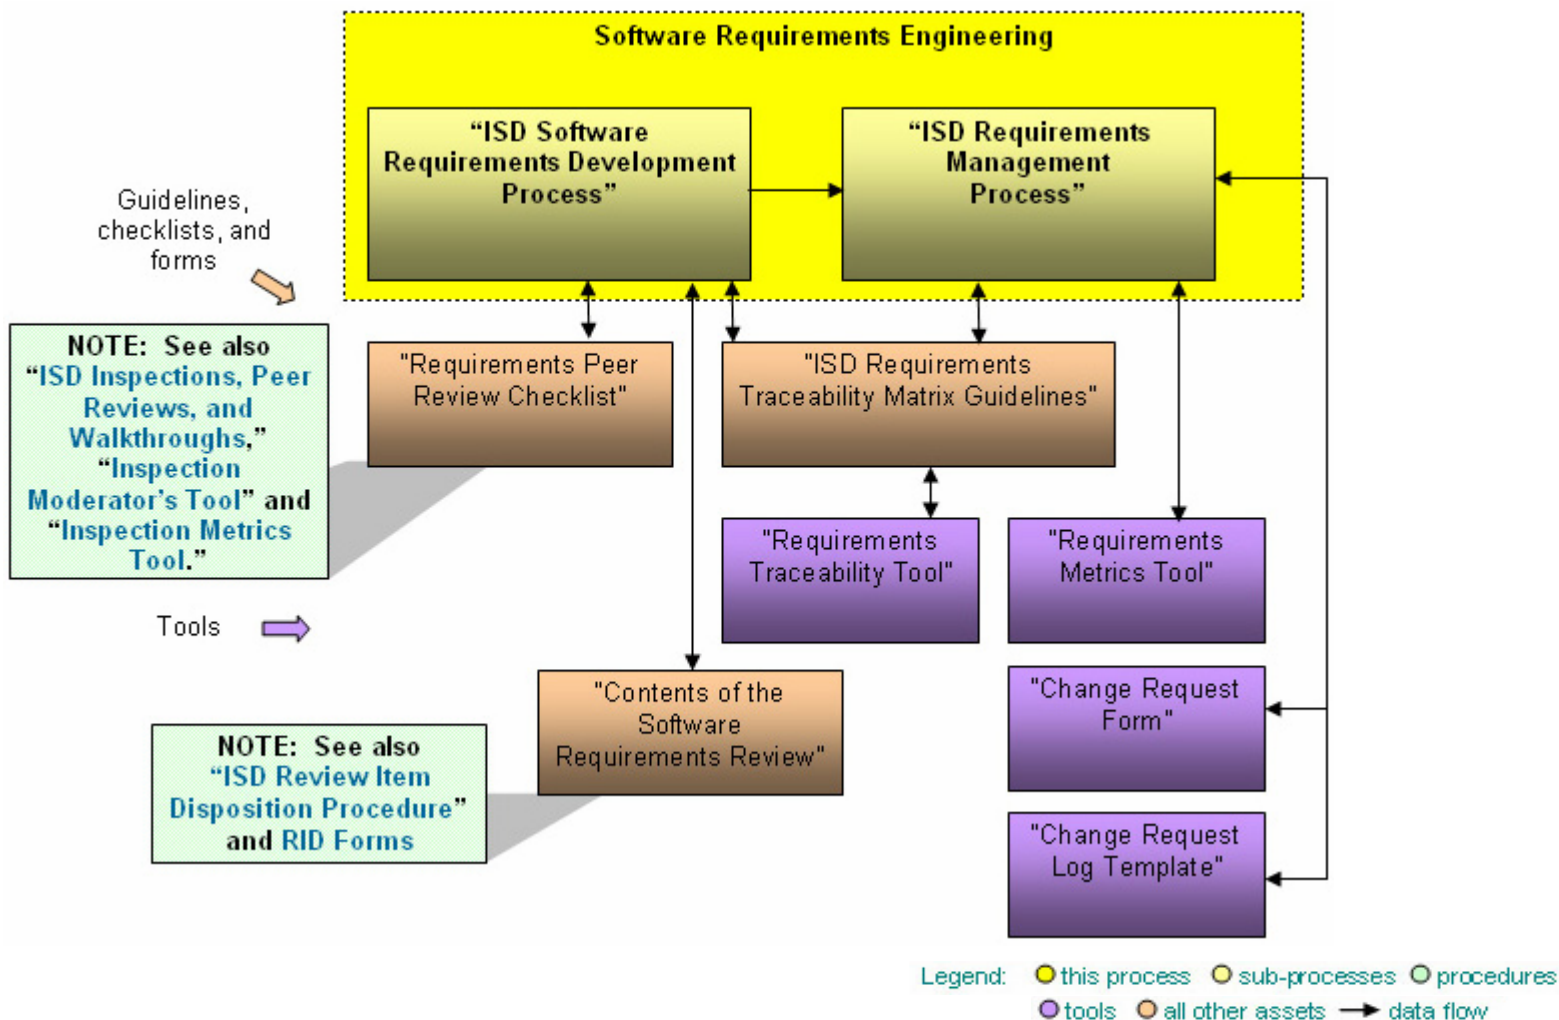 Software Requirements Engineering
“ISD Software
Requirements Development
Process”
“ISD Requirements
Management
Process”
Guidelines,
checklists, and
forms
NOTE:  See also
“ISD Inspections, Peer
Reviews, and
Walkthroughs,”
“Inspection
Moderator’s Tool” and
“Inspection Metrics
Tool.”
"Requirements Peer
Review Checklist"
"ISD Requirements
Traceability Matrix Guidelines"
"Requirements
Traceability Tool"
"Requirements
Metrics Tool"
Tools
"Contents of the
Software
Requirements Review"
"Change Request
Form"
NOTE:  See also
“ISD Review Item
Disposition Procedure”
and RID Forms
"Change Request
Log Template"
Legend: this process sub-processes procedures
tools all other assets data flow